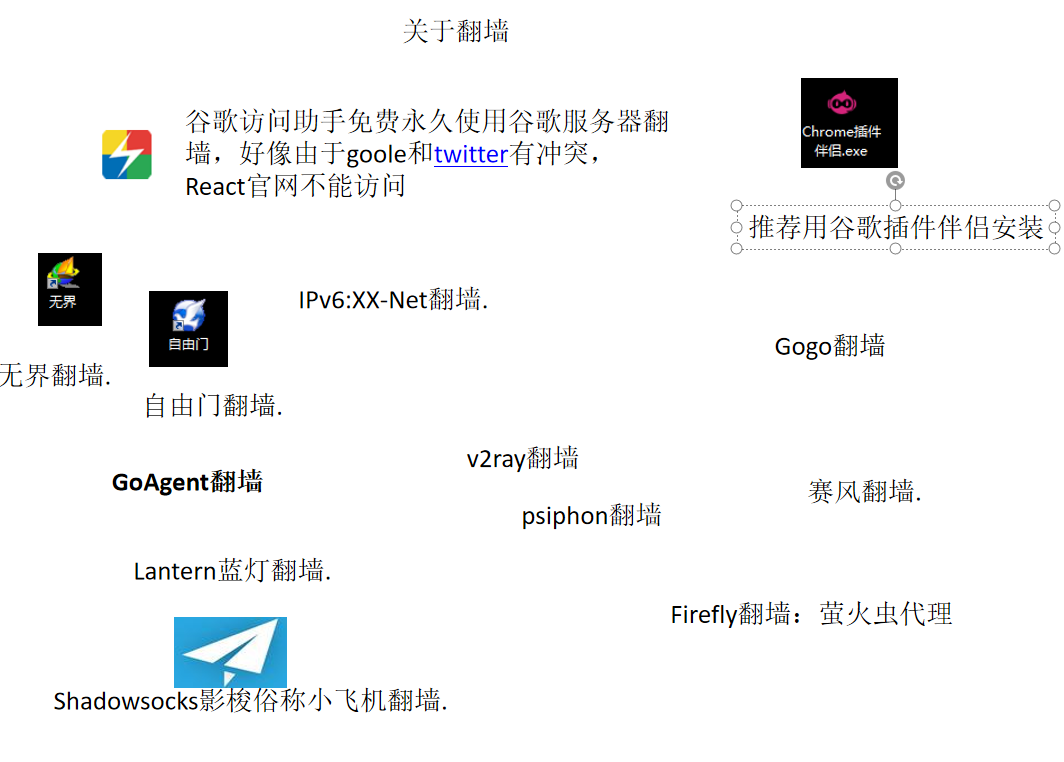 关于翻墙
谷歌访问助手免费永久使用谷歌服务器翻
墙，好像由于goole和twitter有冲突，
React官网不能访问
Chrome插件
伴侣.exe
推荐用谷歌插件伴侣安装
无界
自由门
IPv6:XX-Net翻墙.
Gogo翻墙
无界翻墙.
自由门翻墙.
v2ray翻墙
GoAgent翻墙
赛风翻墙.
psiphon翻墙
Lantern蓝灯翻墙.
Firefly翻墙：萤火虫代理
Shadowsocks影梭俗称小飞机翻墙.